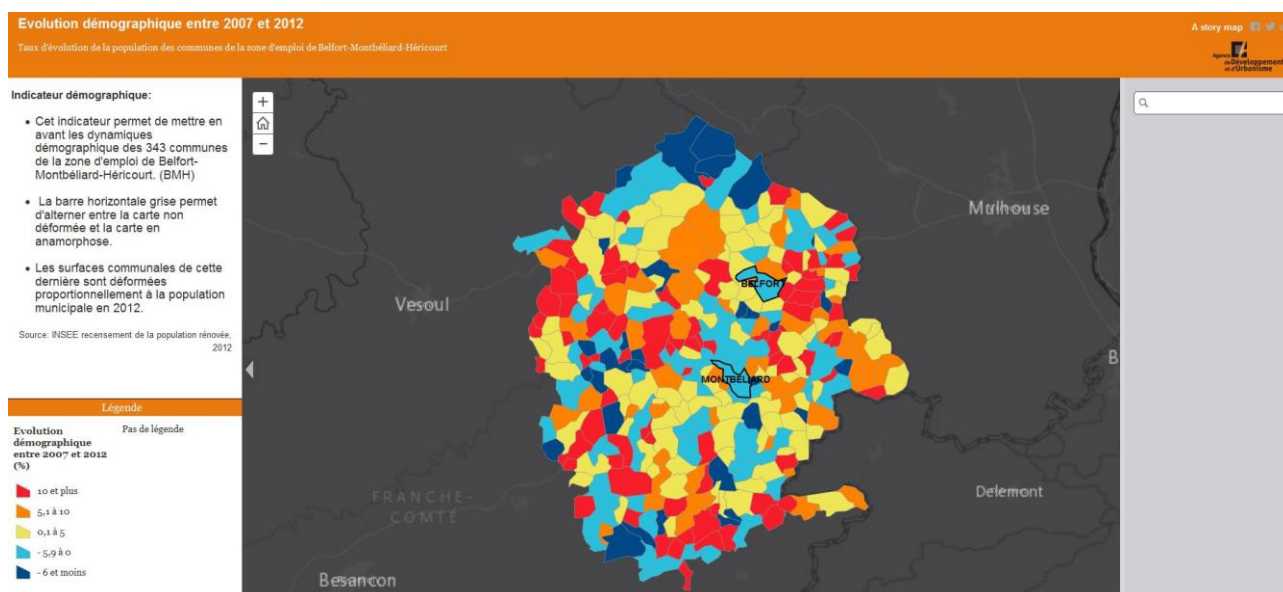 Evolution démographique entre 2007 et 2012
Taux d'évolution de la population des communes de la zone d'emploi de Belfort-Montbéliard-Héricourt
A story map
Agence
de Développement
et d'Urbanisme
Indicateur démographique:
• Cet indicateur permet de mettre en
avant les dynamiques
démographique des 343 communes
de la zone d'emploi de Belfort-
Montbéliard-Héricourt. (BMH)
• La barre horizontale grise permet
d'alterner entre la carte non
déformée et la carte en
anamorphose.
• Les surfaces communales de cette
dernière sont déformées
proportionnellement à la population
municipale en 2012.
Source: INSEE recensement de la population rénovée,
2012
Légende
Evolution
démographique
entre 2007 et 2012
(%)
Pas de légende
10 et plus
5,1 à 10
0,1 à 5
- 5,9 à 0
- 6 et moins
+
−
Mulhouse
Vesoul
BELFORT
MONTBÉLIARD
B
FRANCHE-
COMTÉ
Delemont
Besancon